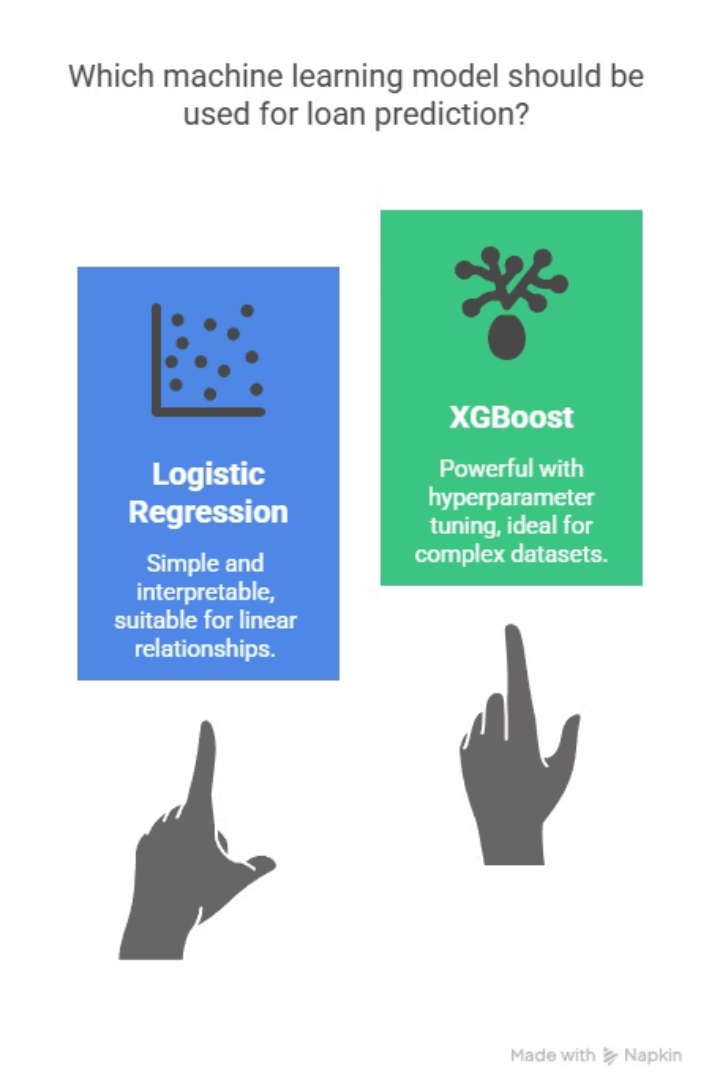 Which machine learning model should be
used for loan prediction?
XGBoost
Powerful with
hyperparameter
tuning, ideal for
complex datasets.
Logistic
Regression
Simple and
interpretable,
suitable for linear
relationships.
Made with Napkin